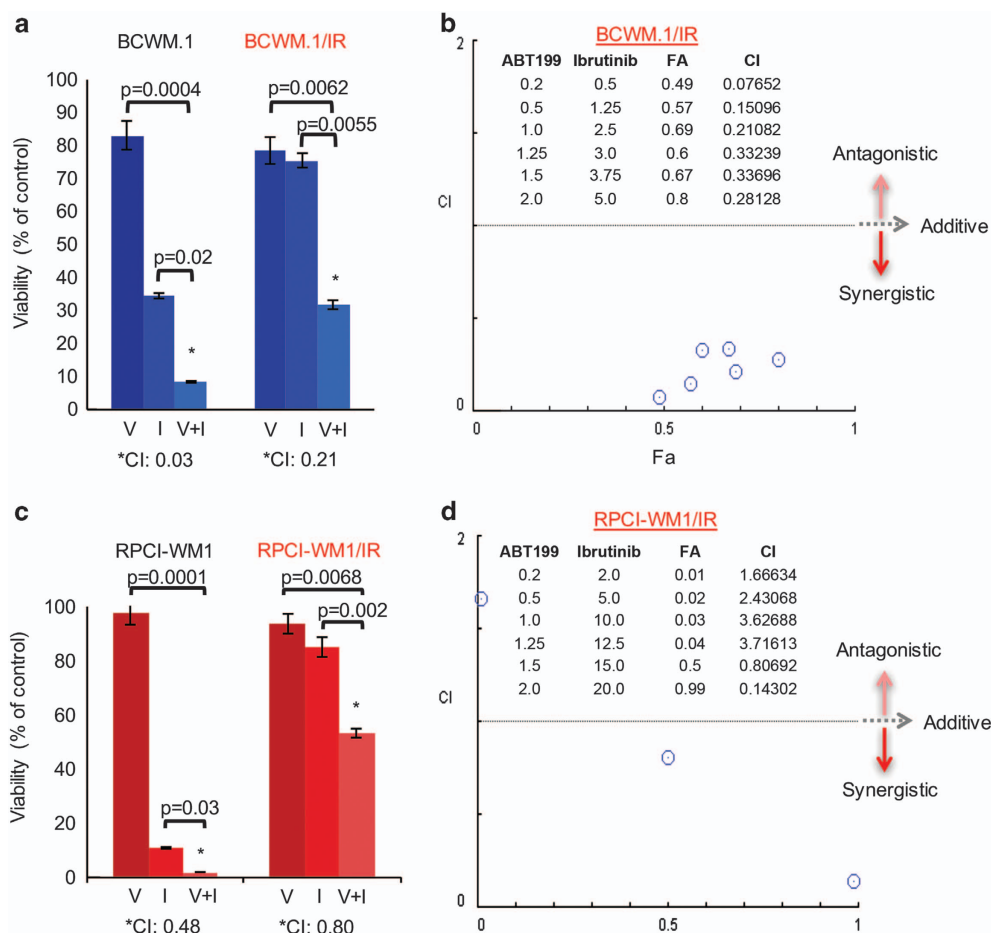 a
BCWM.1
BCWM.1/IR
Viability (% of control)
100
90
80
70
60
50
40
30
20
10
0
p=0.0004
p=0.02
*
p=0.0062
p=0.0055
*
V I V+I
V I V+I
*CI: 0.03
*CI: 0.21
b
BCWM.1/IR
2
ABT199 Ibrutinib FA CI
0.2 0.5 0.49 0.07652
0.5 1.25 0.57 0.15096
1.0 2.5 0.69 0.21082
1.25 3.0 0.6 0.33239
1.5 3.75 0.67 0.33696
2.0 5.0 0.8 0.28128
CI
0
0 0.5 1
Fa
Antagonistic
Additive
Synergistic
c
RPCI-WM1
RPCI-WM1/IR
Viability (% of control)
100
80
60
40
20
0
p=0.0001
p=0.03
*
p=0.0068
p=0.002
*
V I V+I
V I V+I
*CI: 0.48
*CI: 0.80
d
RPCI-WM1/IR
2
ABT199 Ibrutinib FA CI
0.2 2.0 0.01 1.66634
0.5 5.0 0.02 2.43068
1.0 10.0 0.03 3.62688
1.25 12.5 0.04 3.71613
1.5 15.0 0.5 0.80692
2.0 20.0 0.99 0.14302
CI
0
0 0.5 1
Antagonistic
Additive
Synergistic